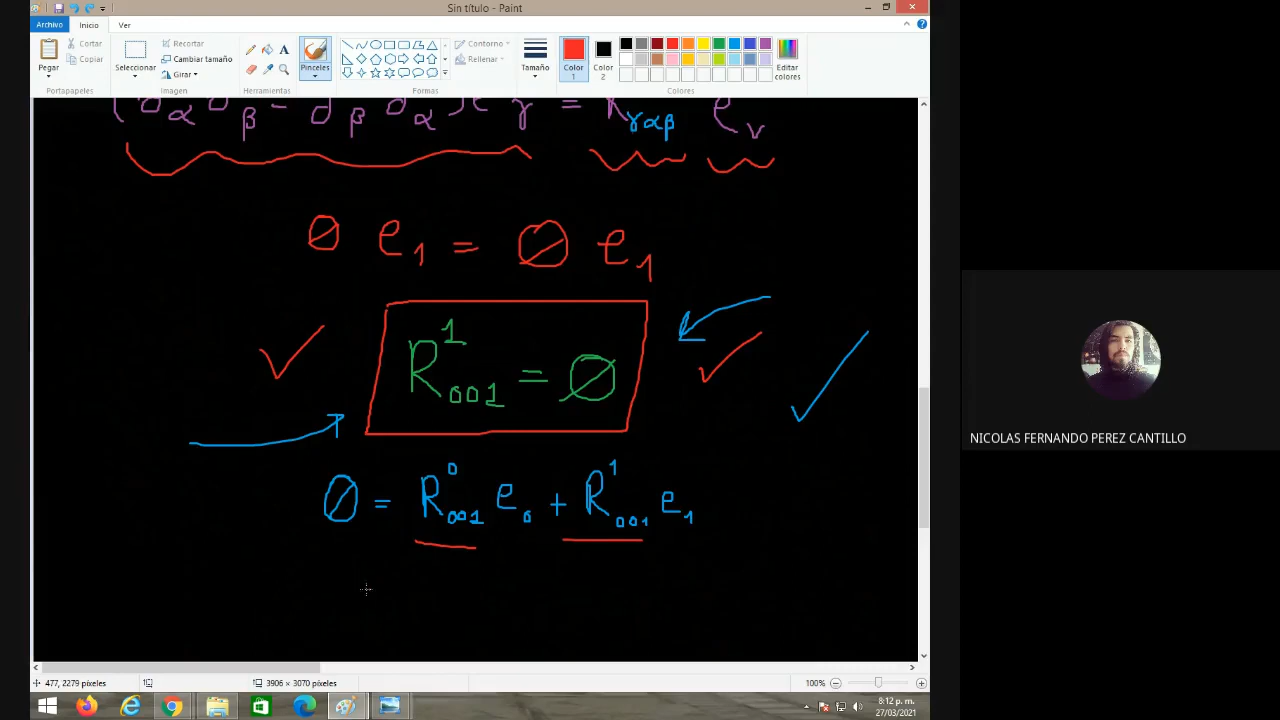 Sin título - Paint
Archivo Inicio Ver
Pegar Cortar Copiar Seleccionar Recortar Cambiar tamaño Girar Pinceles Contorno Rellenar Tamaño Color 1 Color 2 Editar colores
Portapapeles Imagen Herramientas Formas Colores
(∂α∂β - ∂β∂α)e γ = R γαβ e ν
0 e₁ = 0 e₁
R¹₀₀₁ = 0
0 = R⁰₀₀₁ e₀ + R¹₀₀₁ e₁
NICOLAS FERNANDO PEREZ CANTILLO
477, 2279 píxeles 3906 × 3070 píxeles 100%
8:12 p. m.
27/03/2021